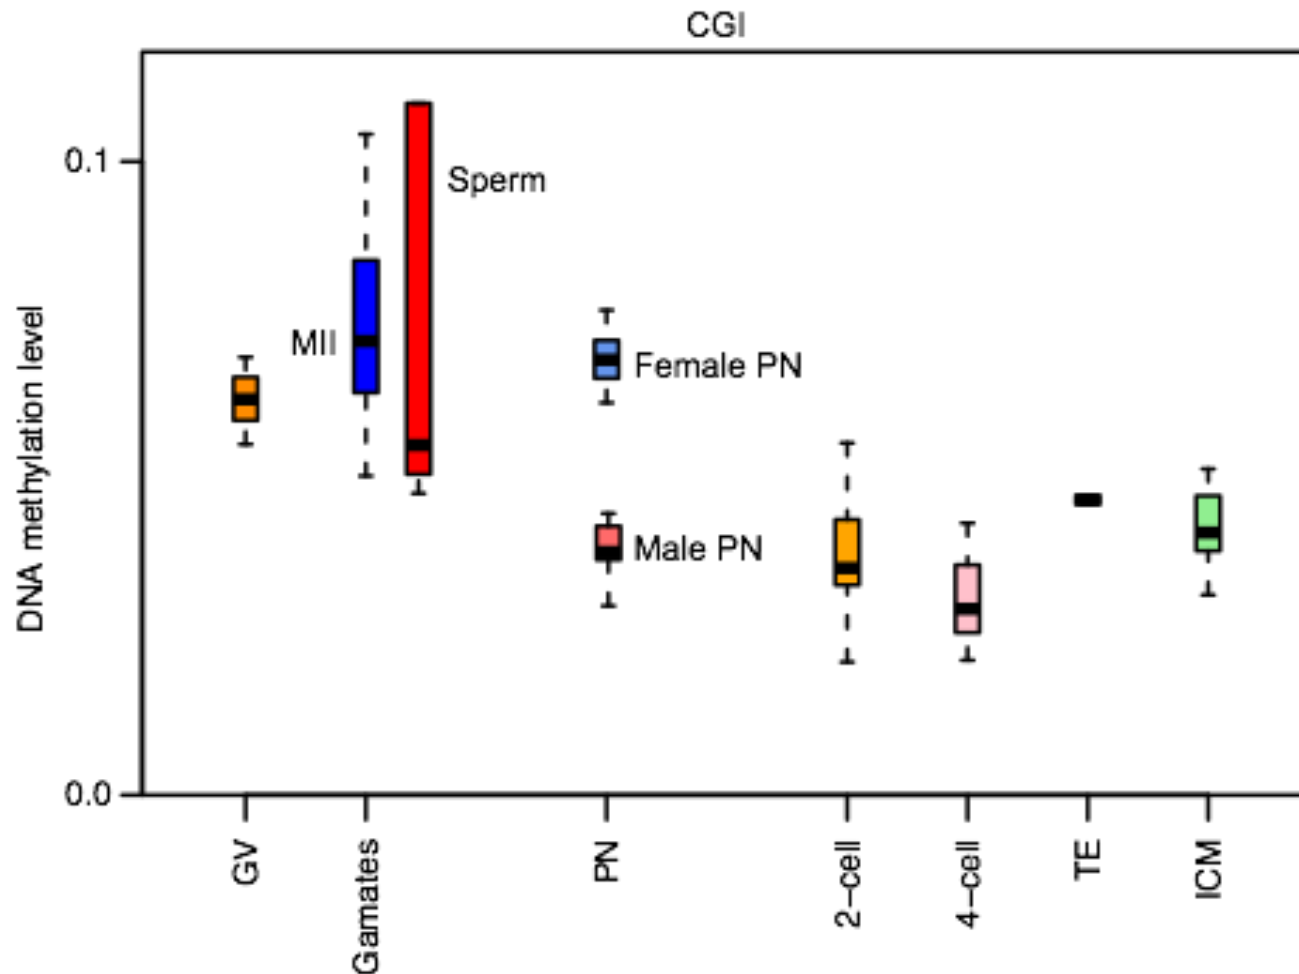 CGI
DNA methylation level
0.1
0.0
Sperm
MII
Female PN
Male PN
GV
Gamates
PN
2-cell
4-cell
TE
ICM